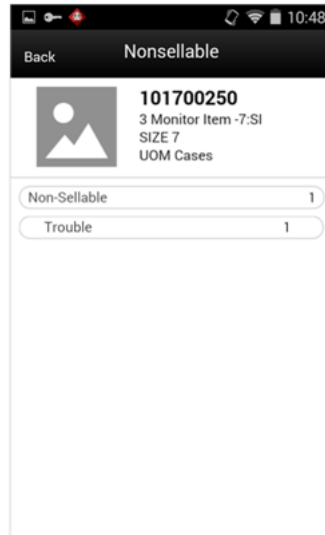 10:48
Back
Nonsellable
101700250
3 Monitor Item -7:SI
SIZE 7
UOM Cases
Non-Sellable 1
Trouble 1